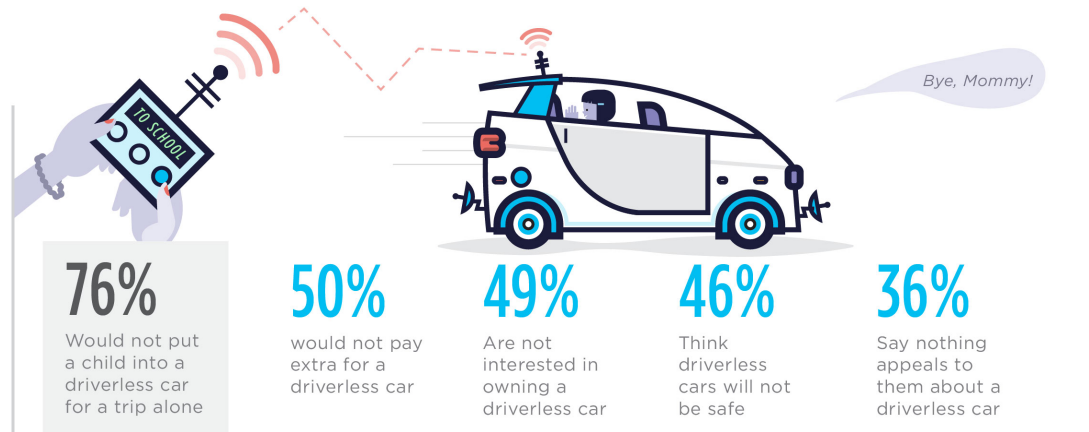 Bye, Mommy!
TO SCHOOL
76%
Would not put
a child into a
driverless car
for a trip alone
50%
would not pay
extra for a
driverless car
49%
Are not
interested in
owning a
driverless car
46%
Think
driverless
cars will not
be safe
36%
Say nothing
appeals to
them about a
driverless car